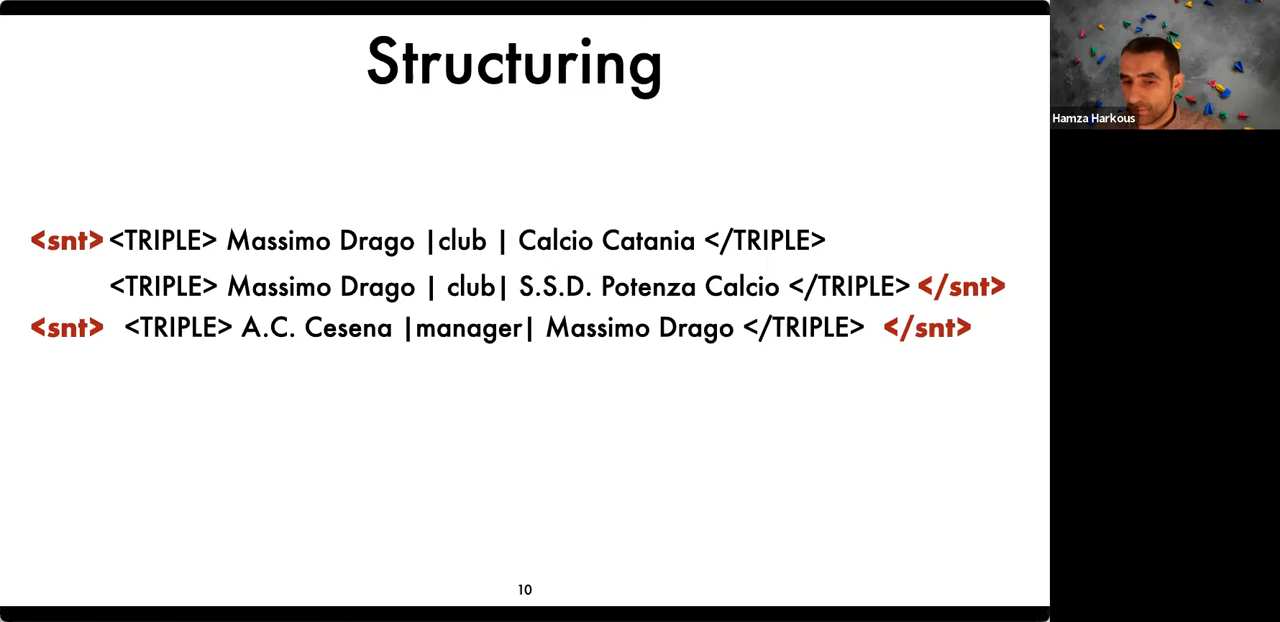 Structuring
Hamza Harkous
<snt> <TRIPLE> Massimo Drago |club | Calcio Catania </TRIPLE>
<TRIPLE> Massimo Drago | club| S.S.D. Potenza Calcio </TRIPLE> </snt>
<snt> <TRIPLE> A.C. Cesena |manager| Massimo Drago </TRIPLE> </snt>
10